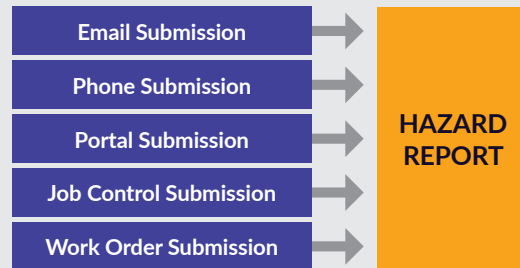 Email Submission
Phone Submission
Portal Submission
Job Control Submission
Work Order Submission
HAZARD
REPORT